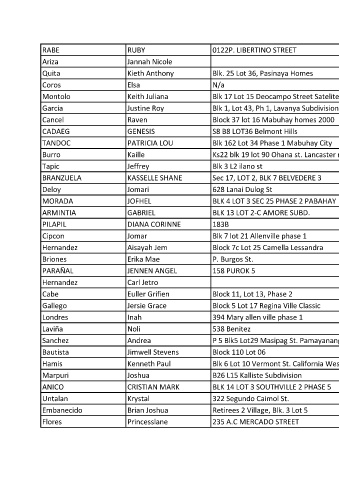 RABE RUBY 0122P. LIBERTINO STREET
Ariza Jannah Nicole
Quita Kieth Anthony Blk. 25 Lot 36, Pasinaya Homes
Coros Elsa N/a
Montolo Keith Juliana Blk 17 Lot 15 Deocampo Street Satelite
Garcia Justine Roy Blk 1, Lot 43, Ph 1, Lavanya Subdivision
Cancel Raven Block 37 lot 16 Mabuhay homes 2000
CADAEG GENESIS S8 B8 LOT36 Belmont Hills
TANDOC PATRICIA LOU Blk 162 Lot 34 Phase 1 Mabuhay City
Burro Kaille Ks22 blk 19 lot 90 Ohana st. Lancaster
Tapic Jeffrey Blk 3 L2 ilano st
BRANZUELA KASSELLE SHANE Sec 17, LOT 2, BLK 7 BELVEDERE 3
Deloy Jomari 628 Lanai Dulog St
MORADA JOFHEL BLK 4 LOT 3 SEC 25 PHASE 2 PABAHAY
ARMINTIA GABRIEL BLK 13 LOT 2-C AMORE SUBD.
PILAPIL DIANA CORINNE 183B
Cipcon Jomar Blk 7 lot 21 Allenville phase 1
Hernandez Aisayah Jem Block 7c Lot 25 Camella Lessandra
Briones Erika Mae P. Burgos St.
PARAÑAL JENNEN ANGEL 158 PUROK 5
Hernandez Carl Jetro
Cabe Euller Grifien Block 11, Lot 13, Phase 2
Gallego Jersie Grace Block 5 Lot 17 Regina Ville Classic
Londres Inah 394 Mary allen ville phase 1
Laviña Noli 538 Benitez
Sanchez Andrea P 5 Blk5 Lot29 Masipag St. Pamayanang
Bautista Jimwell Stevens Block 110 Lot 06
Hamis Kenneth Paul Blk 6 Lot 10 Vermont St. California Wes
Marpuri Joshua B26 L15 Kalliste Subdivision
ANICO CRISTIAN MARK BLK 14 LOT 3 SOUTHVILLE 2 PHASE 5
Untalan Krystal 322 Segundo Caimol St.
Embanecido Brian Joshua Retirees 2 Village, Blk. 3 Lot 5
Flores Princesslane 235 A.C MERCADO STREET